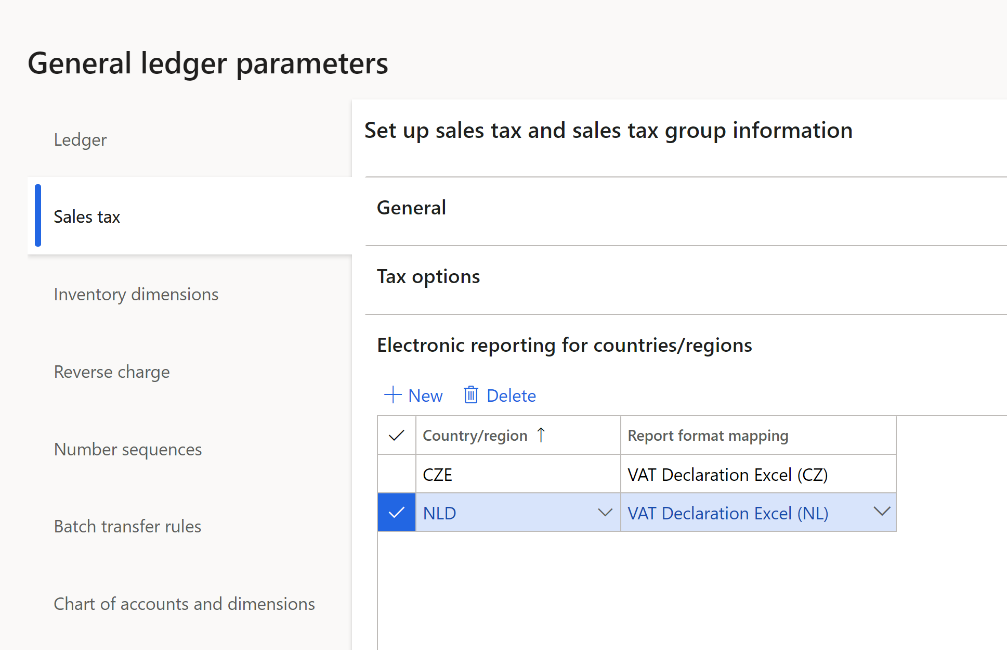 General ledger parameters
Ledger
Sales tax
Inventory dimensions
Reverse charge
Number sequences
Batch transfer rules
Chart of accounts and dimensions
Set up sales tax and sales tax group information
General
Tax options
Electronic reporting for countries/regions
New Delete
Country/region ↑ Report format mapping
CZE VAT Declaration Excel (CZ)
NLD VAT Declaration Excel (NL)